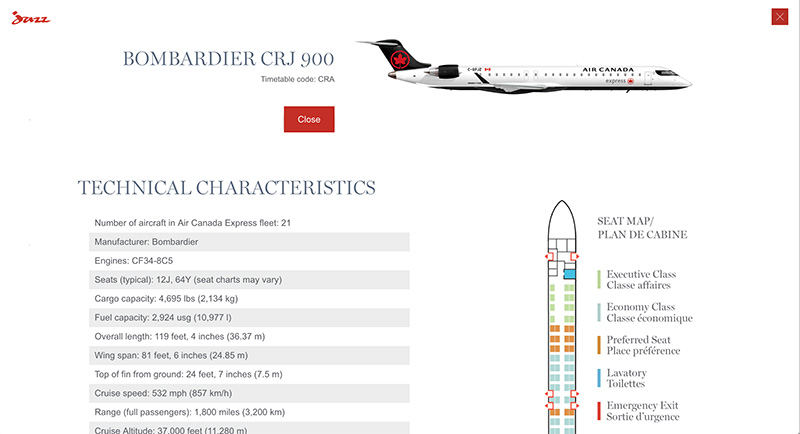 Jazz
BOMBARDIER CRJ 900
Timetable code: CRA
AIR CANADA
express
Close
TECHNICAL CHARACTERISTICS
Number of aircraft in Air Canada Express fleet: 21
Manufacturer: Bombardier
Engines: CF34-8C5
Seats (typical): 12J, 64Y (seat charts may vary)
Cargo capacity: 4,695 lbs (2,134 kg)
Fuel capacity: 2,924 usg (10,977 l)
Overall length: 119 feet, 4 inches (36.37 m)
Wing span: 81 feet, 6 inches (24.85 m)
Top of fin from ground: 24 feet, 7 inches (7.5 m)
Cruise speed: 532 mph (857 km/h)
Range (full passengers): 1,800 miles (3,200 km)
Cruise Altitude: 37,000 feet (11,280 m)
SEAT MAP/
PLAN DE CABINE
Executive Class
Classe affaires
Economy Class
Classe économique
Preferred Seat
Place préférence
Lavatory
Toilettes
Emergency Exit
Sortie d'urgence